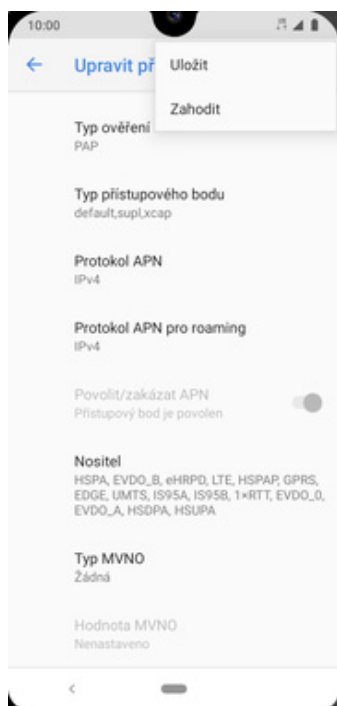 10:00
Upravit př
Uložit
Zahodit
Typ ověření
PAP
Typ přístupového bodu
default,supl,xcap
Protokol APN
IPv4
Protokol APN pro roaming
IPv4
Povolit/zakázat APN
Přístupový bod je povolen
Nositel
HSPA, EVDO_B, eHRPD, LTE, HSPAP, GPRS,
EDGE, UMTS, IS95A, IS95B, 1×RTT, EVDO_0,
EVDO_A, HSDPA, HSUPA
Typ MVNO
Žádná
Hodnota MVNO
Nenastaveno